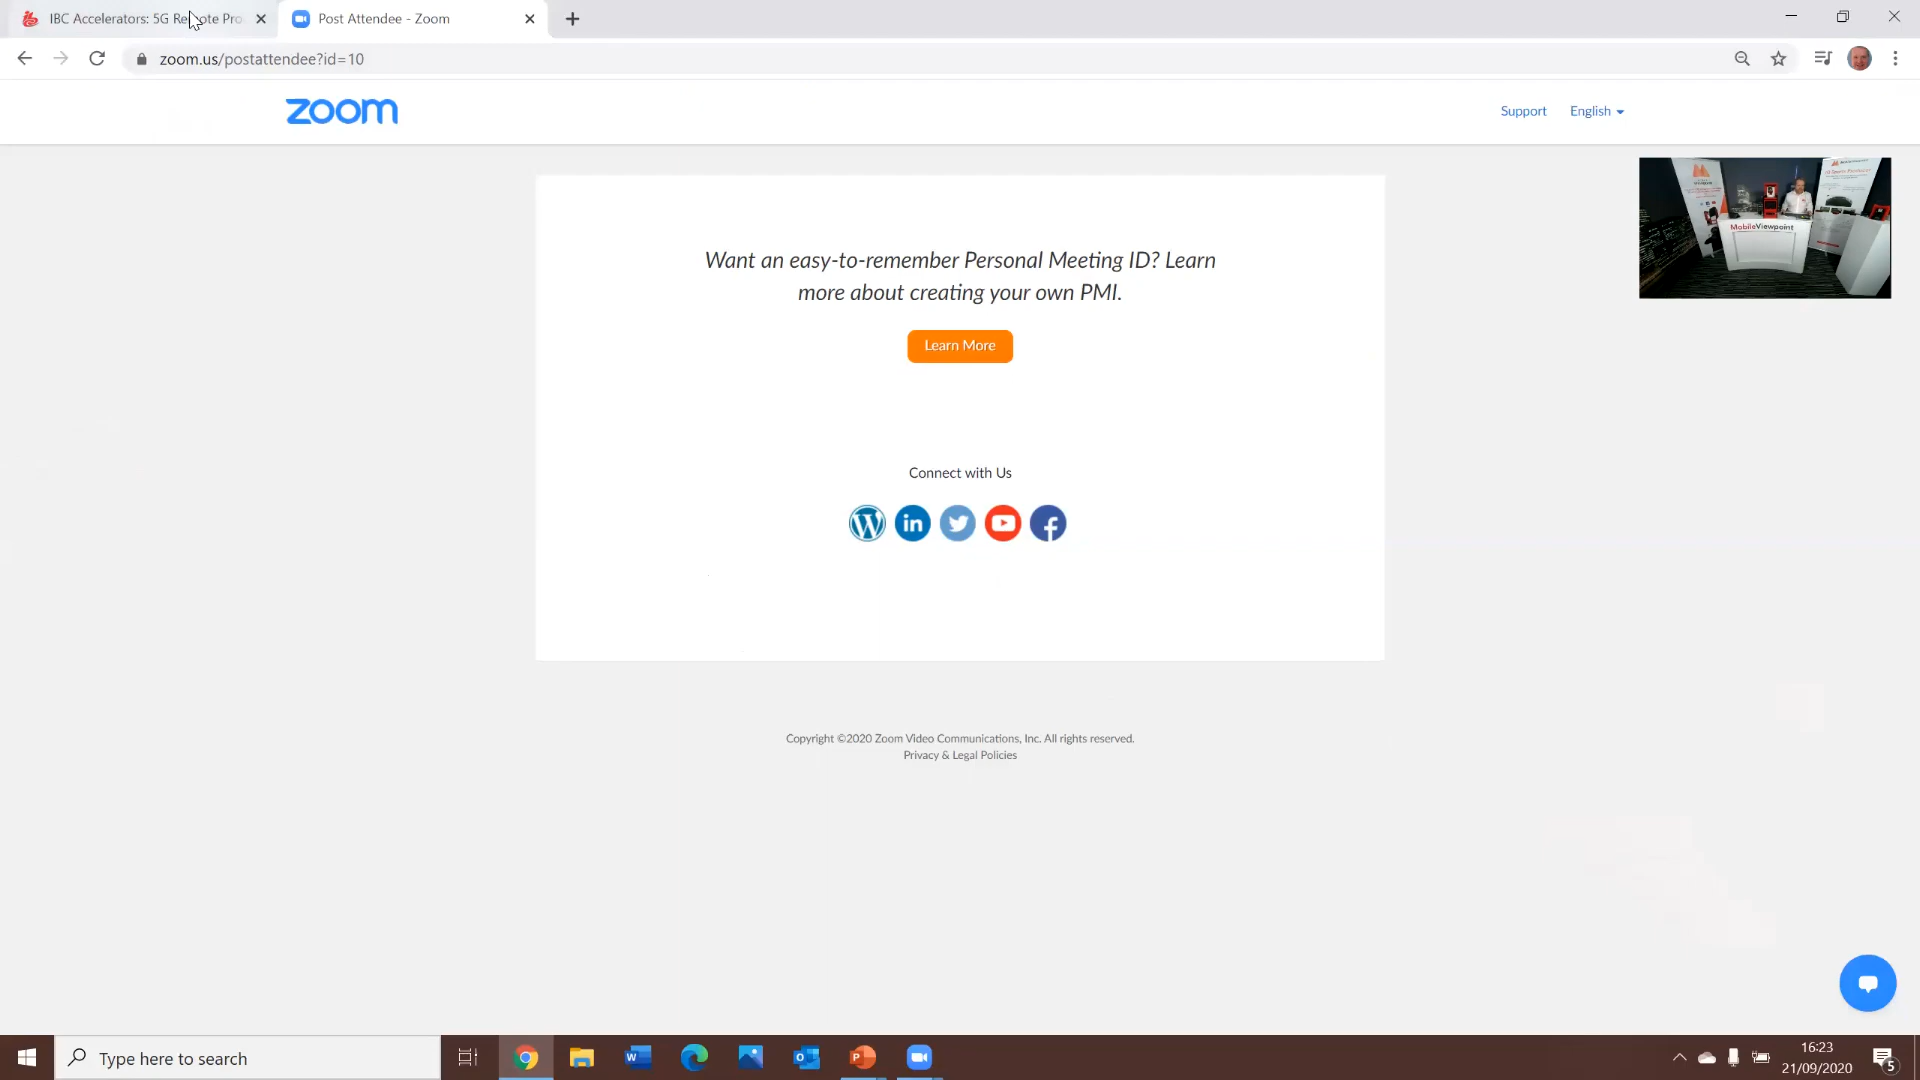 IBC Accelerators: 5G Remote Pro
Post Attendee - Zoom
zoom.us/postattendee?id=10
zoom
Support
English
Want an easy-to-remember Personal Meeting ID? Learn
more about creating your own PMI.
Learn More
MobileViewpoint
Connect with Us
Copyright ©2020 Zoom Video Communications, Inc. All rights reserved.
Privacy & Legal Policies
Type here to search
16:23
21/09/2020
5